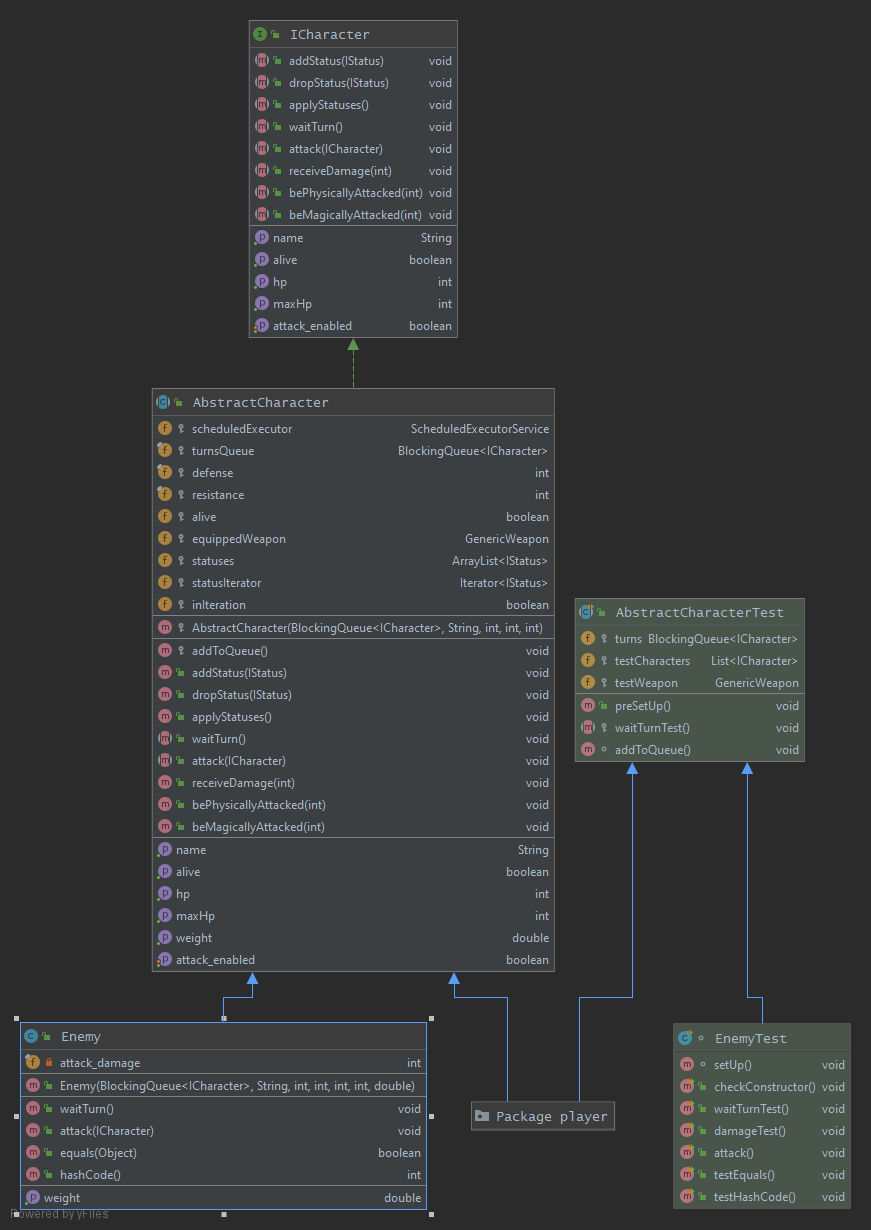 ICharacter
addStatus(IStatus) void
dropStatus(IStatus) void
applyStatuses() void
waitTurn() void
attack(ICharacter) void
receiveDamage(int) void
bePhysicallyAttacked(int) void
beMagicallyAttacked(int) void
name String
alive boolean
hp int
maxHp int
attack_enabled boolean
AbstractCharacter
scheduledExecutor ScheduledExecutorService
turnsQueue BlockingQueue<ICharacter>
defense int
resistance int
alive boolean
equippedWeapon GenericWeapon
statuses ArrayList<IStatus>
statusIterator Iterator<IStatus>
inIteration boolean
AbstractCharacter(BlockingQueue<ICharacter>, String, int, int, int)
addToQueue() void
addStatus(IStatus) void
dropStatus(IStatus) void
applyStatuses() void
waitTurn() void
attack(ICharacter) void
receiveDamage(int) void
bePhysicallyAttacked(int) void
beMagicallyAttacked(int) void
name String
alive boolean
hp int
maxHp int
weight double
attack_enabled boolean
AbstractCharacterTest
turns BlockingQueue<ICharacter>
testCharacters List<ICharacter>
testWeapon GenericWeapon
preSetUp() void
waitTurnTest() void
addToQueue() void
Enemy
attack_damage int
Enemy(BlockingQueue<ICharacter>, String, int, int, int, int, double)
waitTurn() void
attack(ICharacter) void
equals(Object) boolean
hashCode() int
weight double
Package player
EnemyTest
setUp() void
checkConstructor() void
waitTurnTest() void
damageTest() void
attack() void
testEquals() void
testHashCode() void
Powered by yFiles